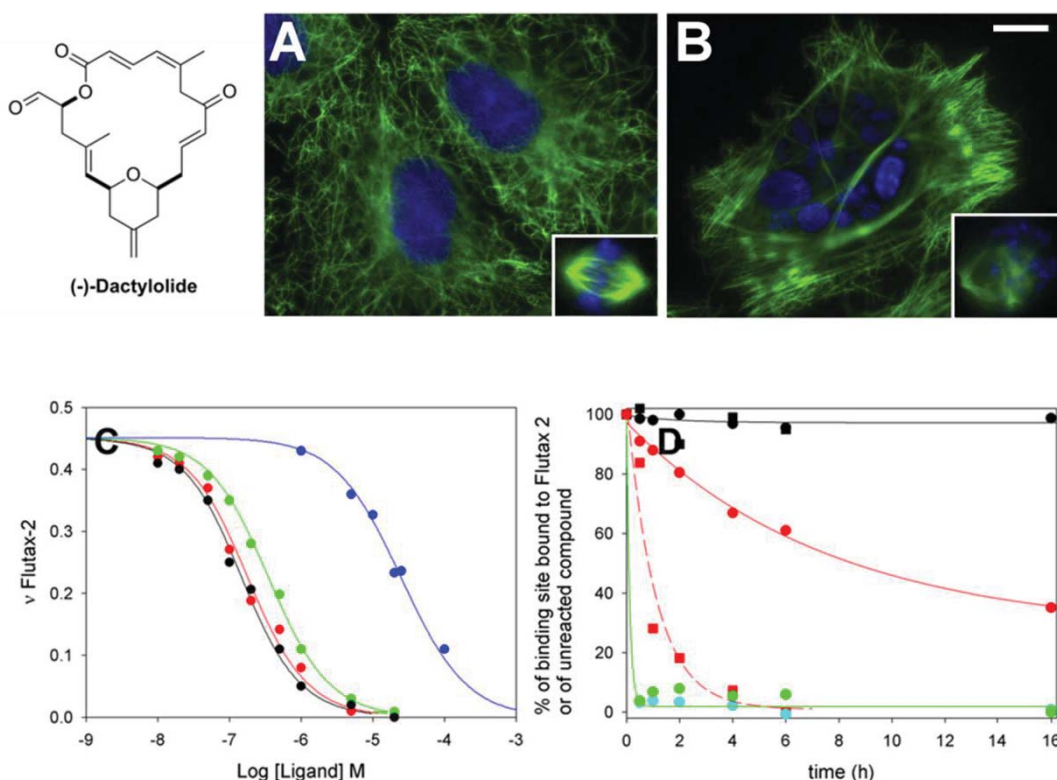 A
B
O
O
O
O
O
O
(-)-Dactylolide
C
ν Flutax-2
0.5
0.4
0.3
0.2
0.1
0.0
-9 -8 -7 -6 -5 -4 -3
Log [Ligand] M
D
% of binding site bound to Flutax 2
or of unreacted compound
100
80
60
40
20
0
0 2 4 6 8 10 12 14 16
time (h)